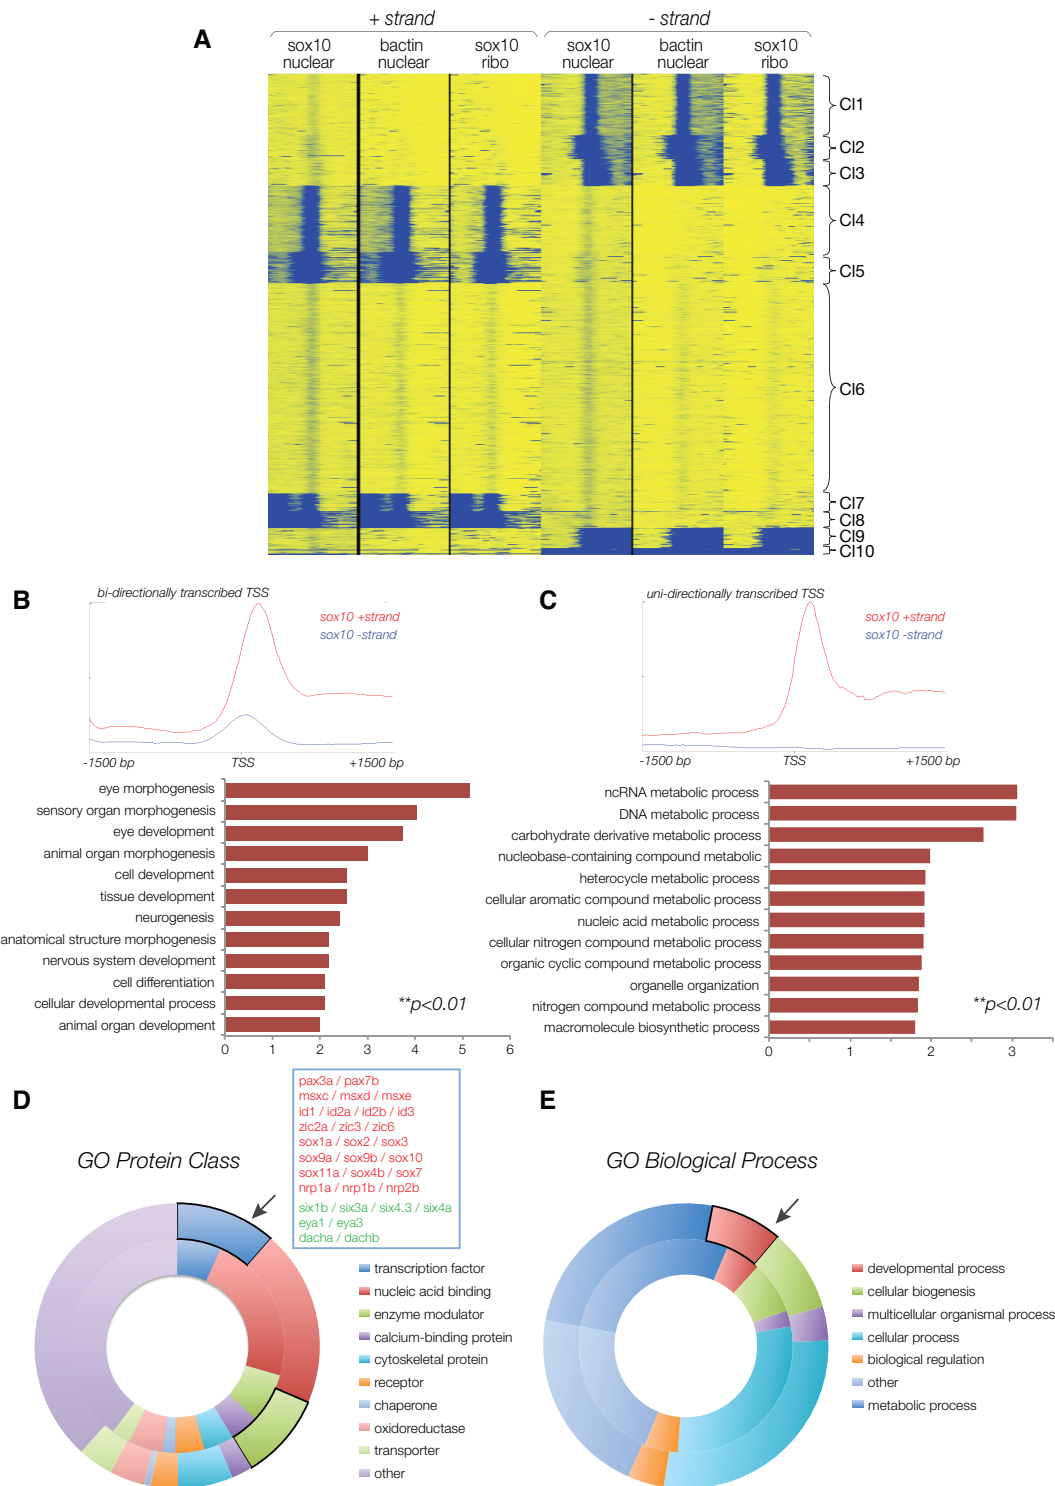 + strand
- strand
A
sox10 nuclear
bactin nuclear
sox10 ribo
sox10 nuclear
bactin nuclear
sox10 ribo
Cl1
Cl2
Cl3
Cl4
Cl5
Cl6
Cl7
Cl8
Cl9
Cl10
B
bi-directionally transcribed TSS
sox10 +strand
sox10 -strand
-1500 bp
TSS
+1500 bp
eye morphogenesis
sensory organ morphogenesis
eye development
animal organ morphogenesis
cell development
tissue development
neurogenesis
anatomical structure morphogenesis
nervous system development
cell differentiation
cellular developmental process
animal organ development
**p<0.01
0 1 2 3 4 5 6
C
uni-directionally transcribed TSS
sox10 +strand
sox10 -strand
-1500 bp
TSS
+1500 bp
ncRNA metabolic process
DNA metabolic process
carbohydrate derivative metabolic process
nucleobase-containing compound metabolic
heterocycle metabolic process
cellular aromatic compound metabolic process
nucleic acid metabolic process
cellular nitrogen compound metabolic process
organic cyclic compound metabolic process
organelle organization
nitrogen compound metabolic process
macromolecule biosynthetic process
**p<0.01
0 1 2 3
D
GO Protein Class
pax3a / pax7b
msxc / msxd / msxe
id1 / id2a / id2b / id3
zic2a / zic3 / zic6
sox1a / sox2 / sox3
sox9a / sox9b / sox10
sox11a / sox4b / sox7
nrp1a / nrp1b / nrp2b
six1b / six3a / six4.3 / six4a
eya1 / eya3
dacha / dachb
transcription factor
nucleic acid binding
enzyme modulator
calcium-binding protein
cytoskeletal protein
receptor
chaperone
oxidoreductase
transporter
other
E
GO Biological Process
developmental process
cellular biogenesis
multicellular organismal process
cellular process
biological regulation
other
metabolic process